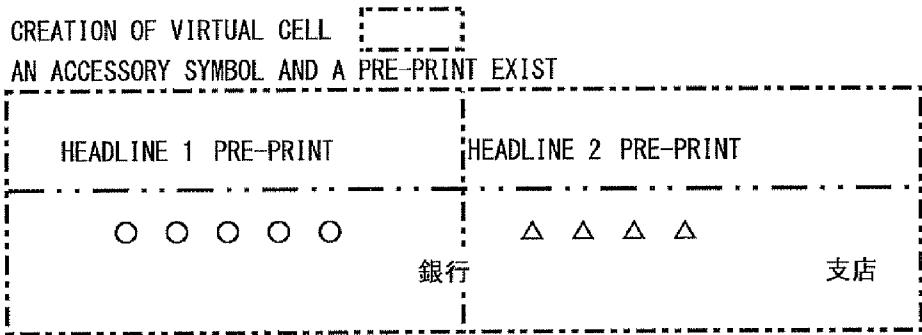 CREATION OF VIRTUAL CELL
AN ACCESSORY SYMBOL AND A PRE-PRINT EXIST
HEADLINE 1 PRE-PRINT HEADLINE 2 PRE-PRINT
○ ○ ○ ○ ○ △ △ △ △
銀行 支店